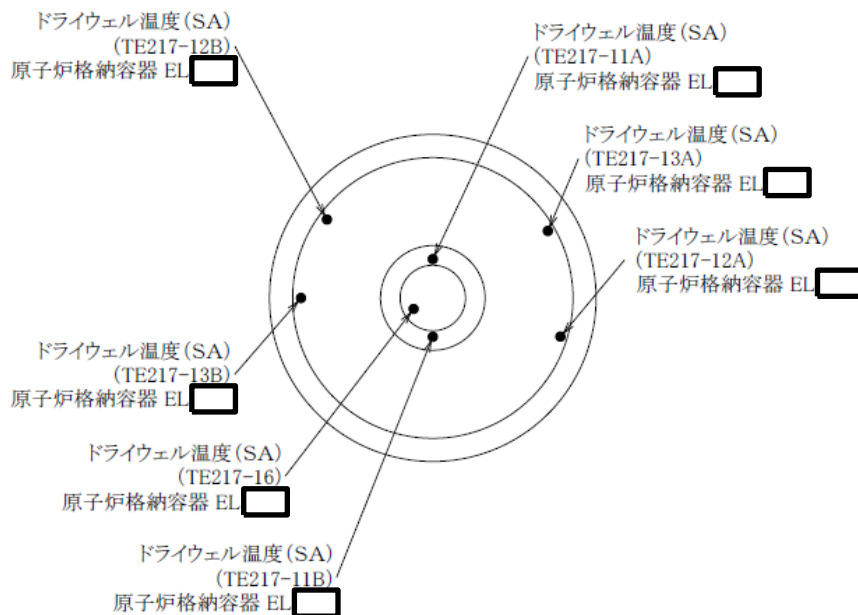 ドライウェル温度(SA)
(TE217-12B)
原子炉格納容器 EL
ドライウェル温度(SA)
(TE217-11A)
原子炉格納容器 EL
ドライウェル温度(SA)
(TE217-13A)
原子炉格納容器 EL
ドライウェル温度(SA)
(TE217-12A)
原子炉格納容器 EL
ドライウェル温度(SA)
(TE217-13B)
原子炉格納容器 EL
ドライウェル温度(SA)
(TE217-16)
原子炉格納容器 EL
ドライウェル温度(SA)
(TE217-11B)
原子炉格納容器 EL